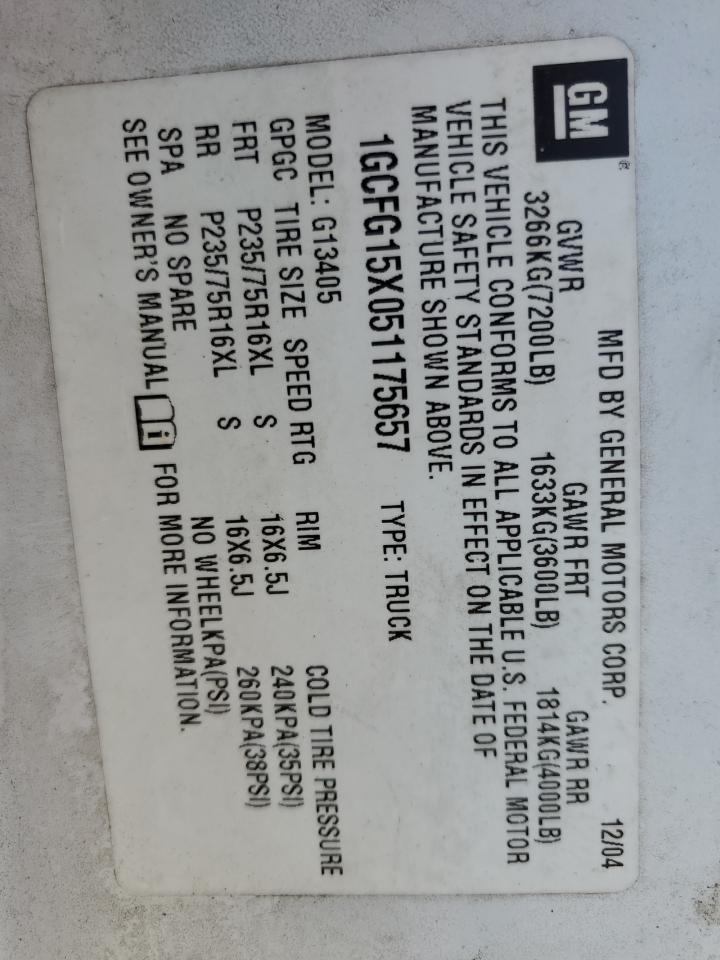 GM®
MFD BY GENERAL MOTORS CORP. 12/04
GVWR GAWR FRT GAWR RR
3266KG(7200LB) 1633KG(3600LB) 1814KG(4000LB)
THIS VEHICLE CONFORMS TO ALL APPLICABLE U.S. FEDERAL MOTOR
VEHICLE SAFETY STANDARDS IN EFFECT ON THE DATE OF
MANUFACTURE SHOWN ABOVE.
1GCFG15X051175657 TYPE: TRUCK
MODEL: G13405
GPGC TIRE SIZE SPEED RTG RIM COLD TIRE PRESSURE
FRT P235/75R16XL S 16X6.5J 240KPA(35PSI)
RR P235/75R16XL S 16X6.5J 260KPA(38PSI)
SPA NO SPARE NO WHEELKPA(PSI)
SEE OWNER'S MANUAL i FOR MORE INFORMATION.